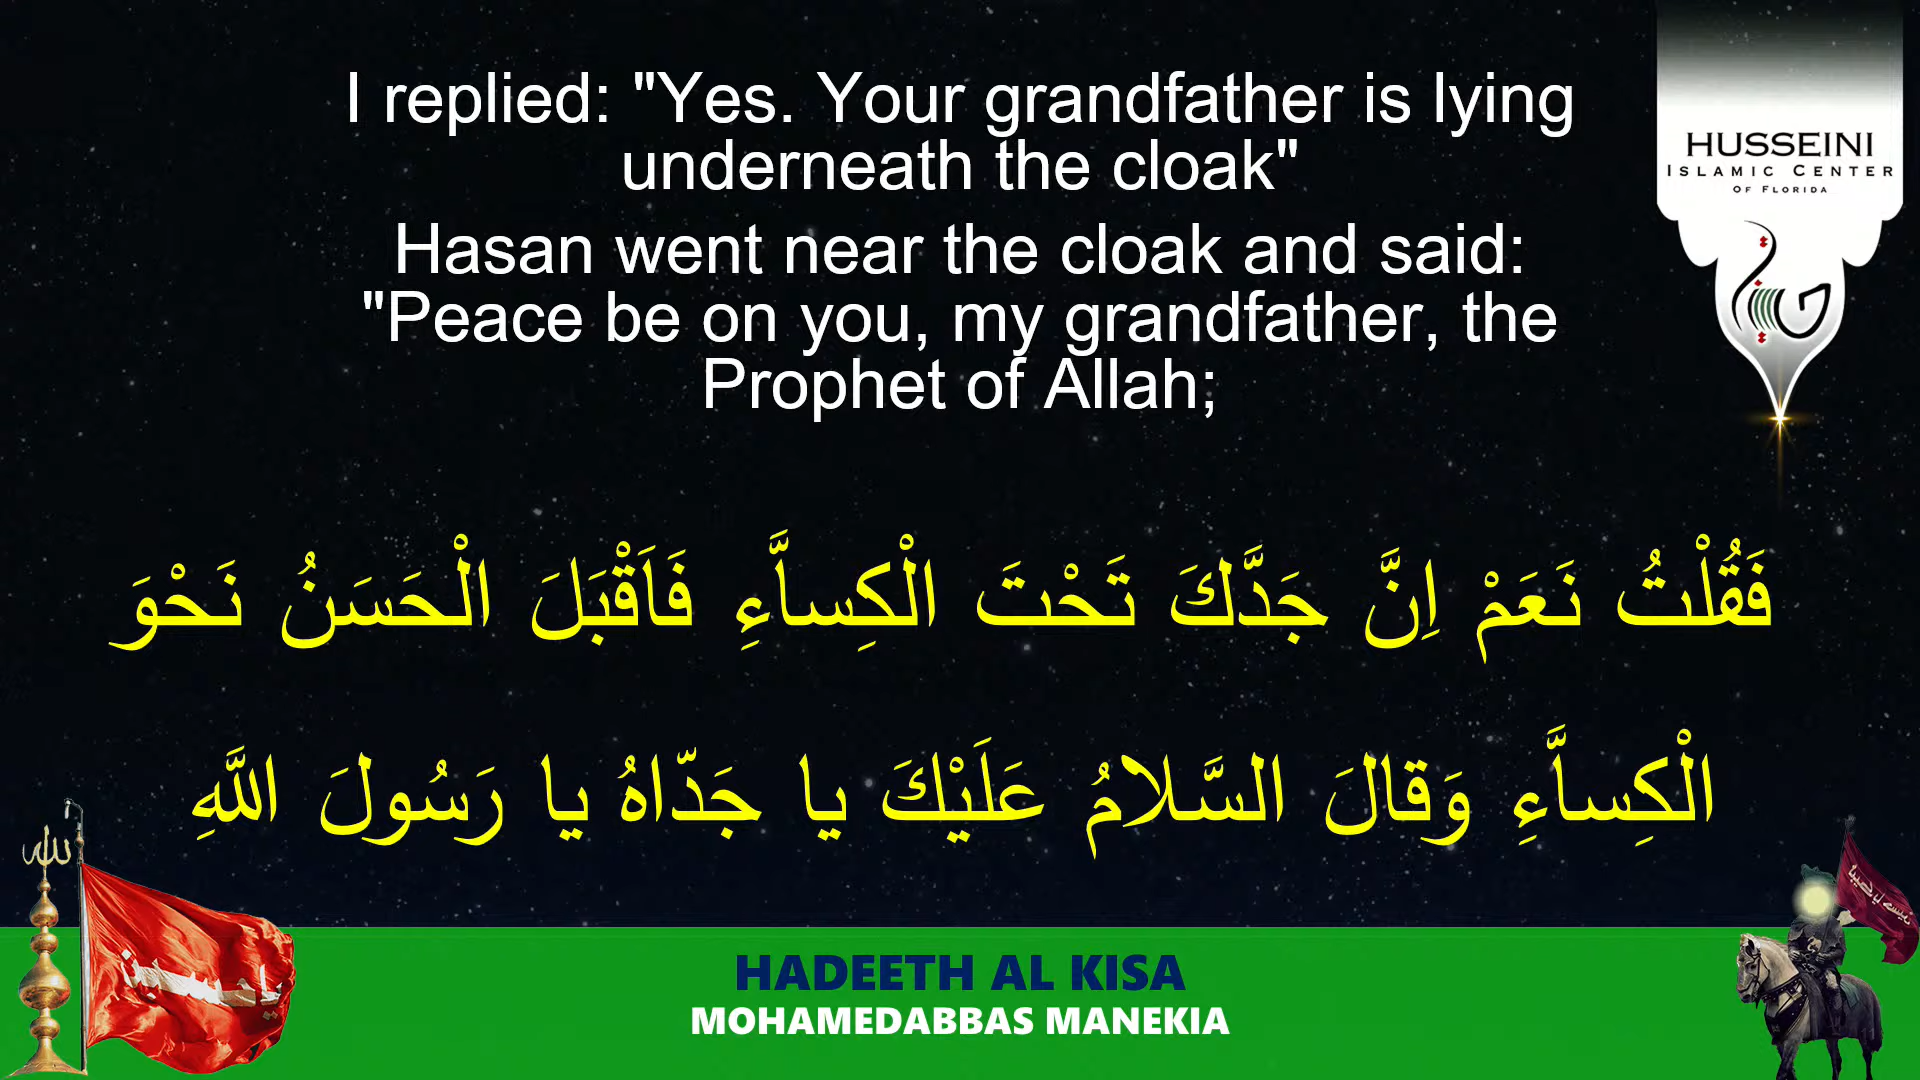 I replied: "Yes. Your grandfather is lying
underneath the cloak"
Hasan went near the cloak and said:
"Peace be on you, my grandfather, the
Prophet of Allah;
HUSSEINI
ISLAMIC CENTER
OF FLORIDA
فَقُلْتُ نَعَمْ اِنَّ جَدَّكَ تَحْتَ الْكِساَّءِ فَاَقْبَلَ الْحَسَنُ نَحْوَ
الْكِساَّءِ وَقالَ السَّلامُ عَلَيْكَ يا جَدّاهُ يا رَسُولَ اللَّهِ
الله
HADEETH AL KISA
MOHAMEDABBAS MANEKIA